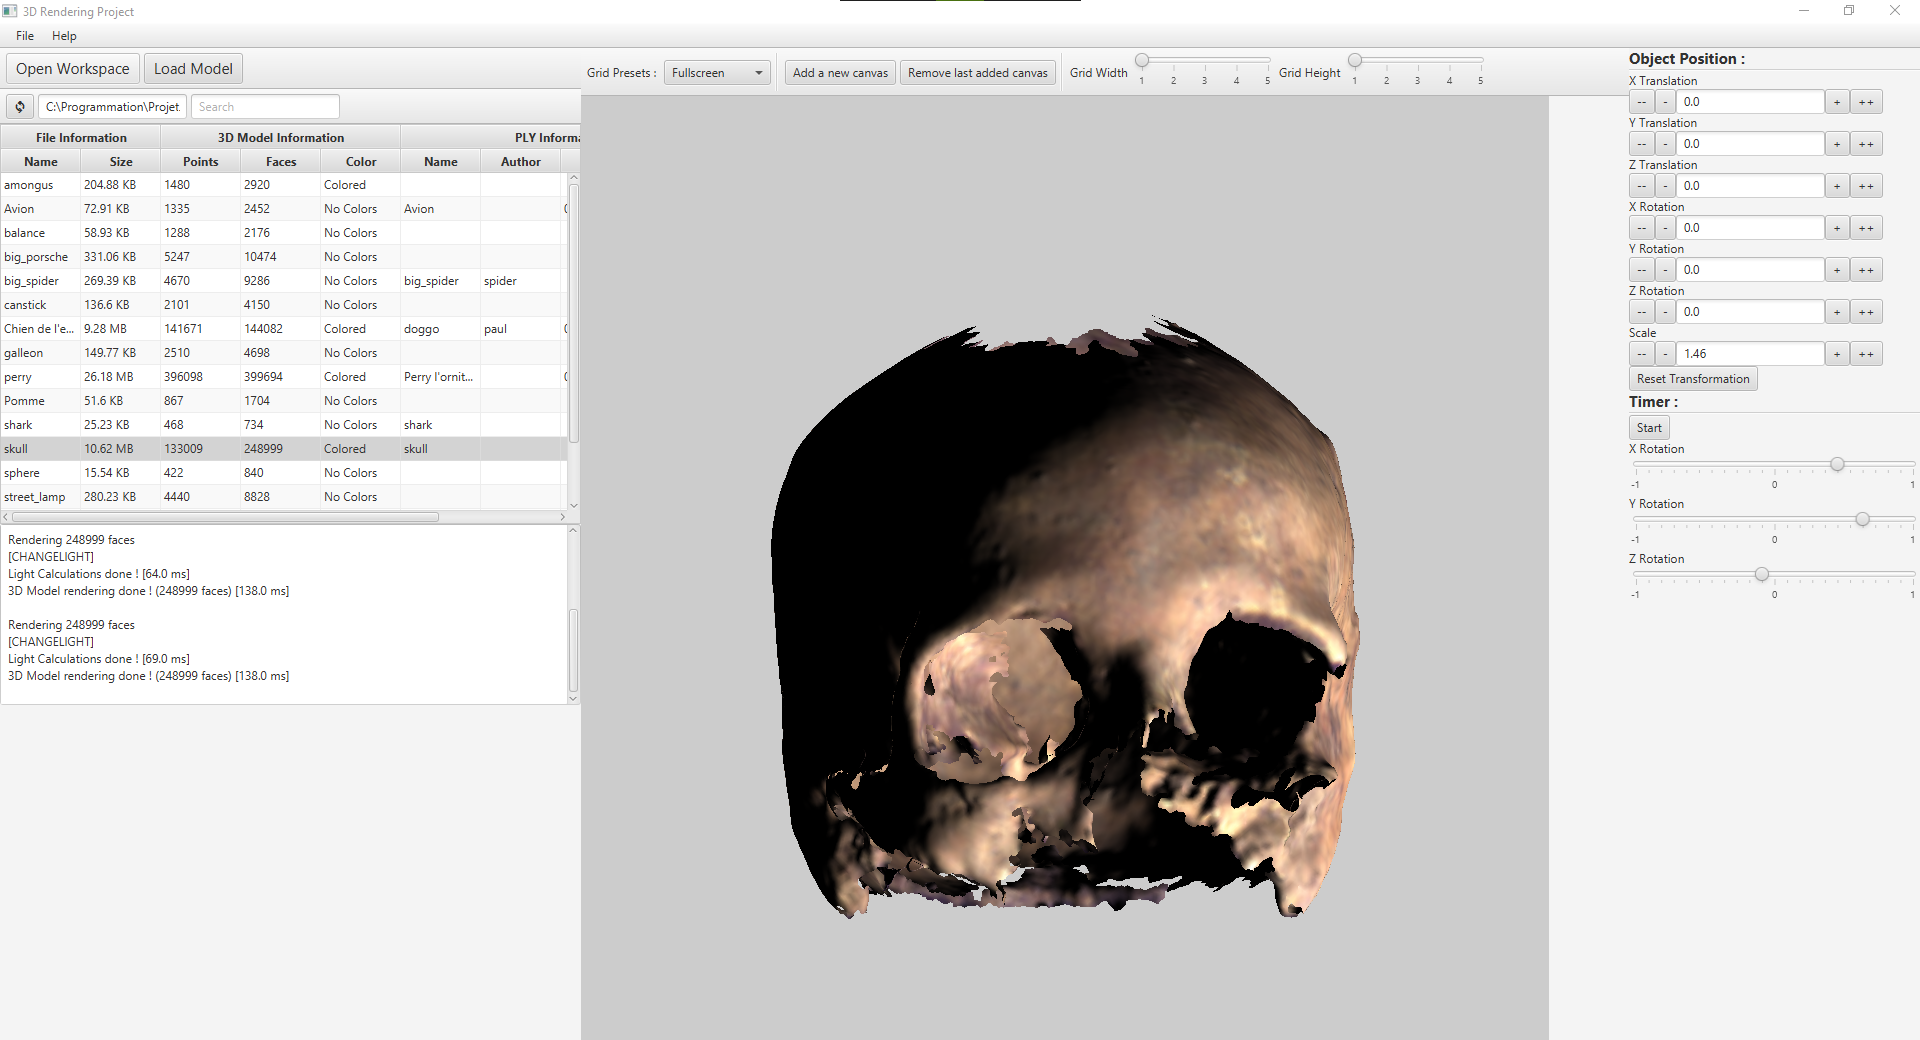 3D Rendering Project
File Help
Open Workspace Load Model
C:\Programmation\Projet. Search
File Information 3D Model Information PLY Informa
Name Size Points Faces Color Name Author
amongus 204.88 KB 1480 2920 Colored
Avion 72.91 KB 1335 2452 No Colors Avion
balance 58.93 KB 1288 2176 No Colors
big_porsche 331.06 KB 5247 10474 No Colors
big_spider 269.39 KB 4670 9286 No Colors big_spider spider
canstick 136.6 KB 2101 4150 No Colors
Chien de l'e... 9.28 MB 141671 144082 Colored doggo paul
galleon 149.77 KB 2510 4698 No Colors
perry 26.18 MB 396098 399694 Colored Perry l'ornit...
Pomme 51.6 KB 867 1704 No Colors
shark 25.23 KB 468 734 No Colors shark
skull 10.62 MB 133009 248999 Colored skull
sphere 15.54 KB 422 840 No Colors
street_lamp 280.23 KB 4440 8828 No Colors
Rendering 248999 faces
[CHANGELIGHT]
Light Calculations done ! [64.0 ms]
3D Model rendering done ! (248999 faces) [138.0 ms]
Rendering 248999 faces
[CHANGELIGHT]
Light Calculations done ! [69.0 ms]
3D Model rendering done ! (248999 faces) [138.0 ms]
Grid Presets : Fullscreen Add a new canvas Remove last added canvas Grid Width 1 2 3 4 5 Grid Height 1 2 3 4 5
Object Position :
X Translation
-- - 0.0 + ++
Y Translation
-- - 0.0 + ++
Z Translation
-- - 0.0 + ++
X Rotation
-- - 0.0 + ++
Y Rotation
-- - 0.0 + ++
Z Rotation
-- - 0.0 + ++
Scale
-- - 1.46 + ++
Reset Transformation
Timer :
Start
X Rotation
-1 0 1
Y Rotation
-1 0 1
Z Rotation
-1 0 1